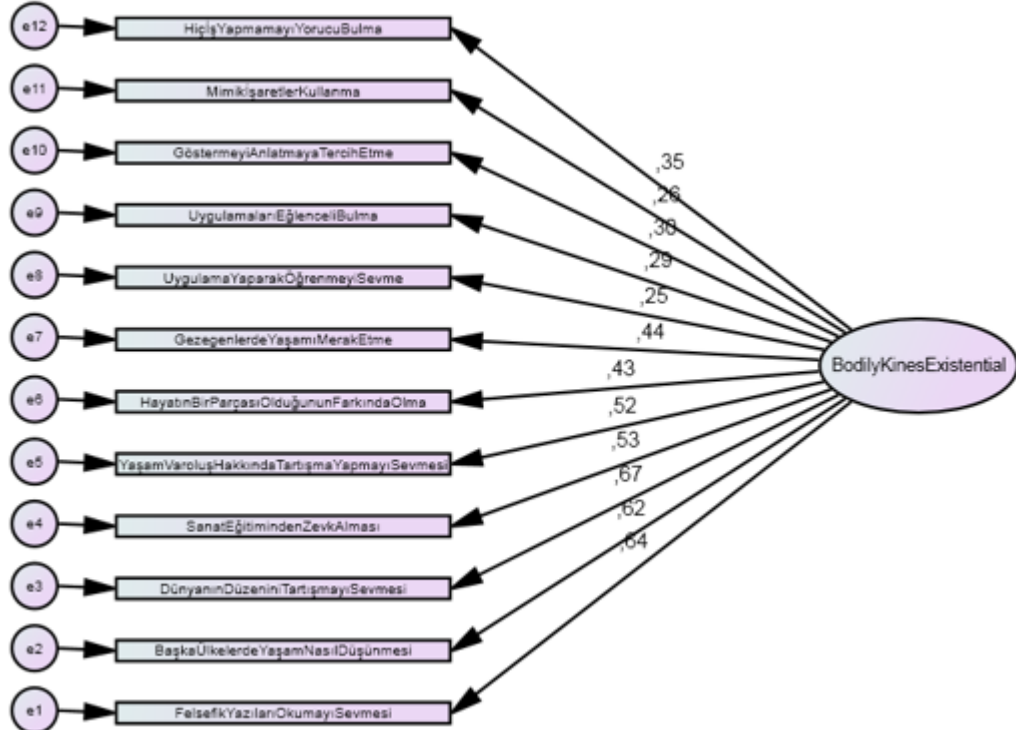 e12
HiçİşYapmamayıYorucuBulma
e11
MimikİşaretlerKullanma
e10
GöstermeyiAnlatmayaTercihEtme
e9
UygulamalarıEğlenceliBulma
e8
UygulamaYaparakÖğrenmeyiSevme
e7
GezegenlerdeYaşamıMerakEtme
e6
HayatınBirParçasıOlduğununFarkındaOlma
e5
YaşamVaroluşHakkındaTartışmaYapmayıSevmesi
e4
SanatEğitimindenZevkAlması
e3
DünyanınDüzeniniTartışmayıSevmesi
e2
BaşkaÜlkelerdeYaşamNasılDüşünmesi
e1
FelsefikYazılarıOkumayıSevmesi
,35
,26
,30
,29
,25
,44
,43
,52
,53
,67
,62
,64
BodilyKinesExistential